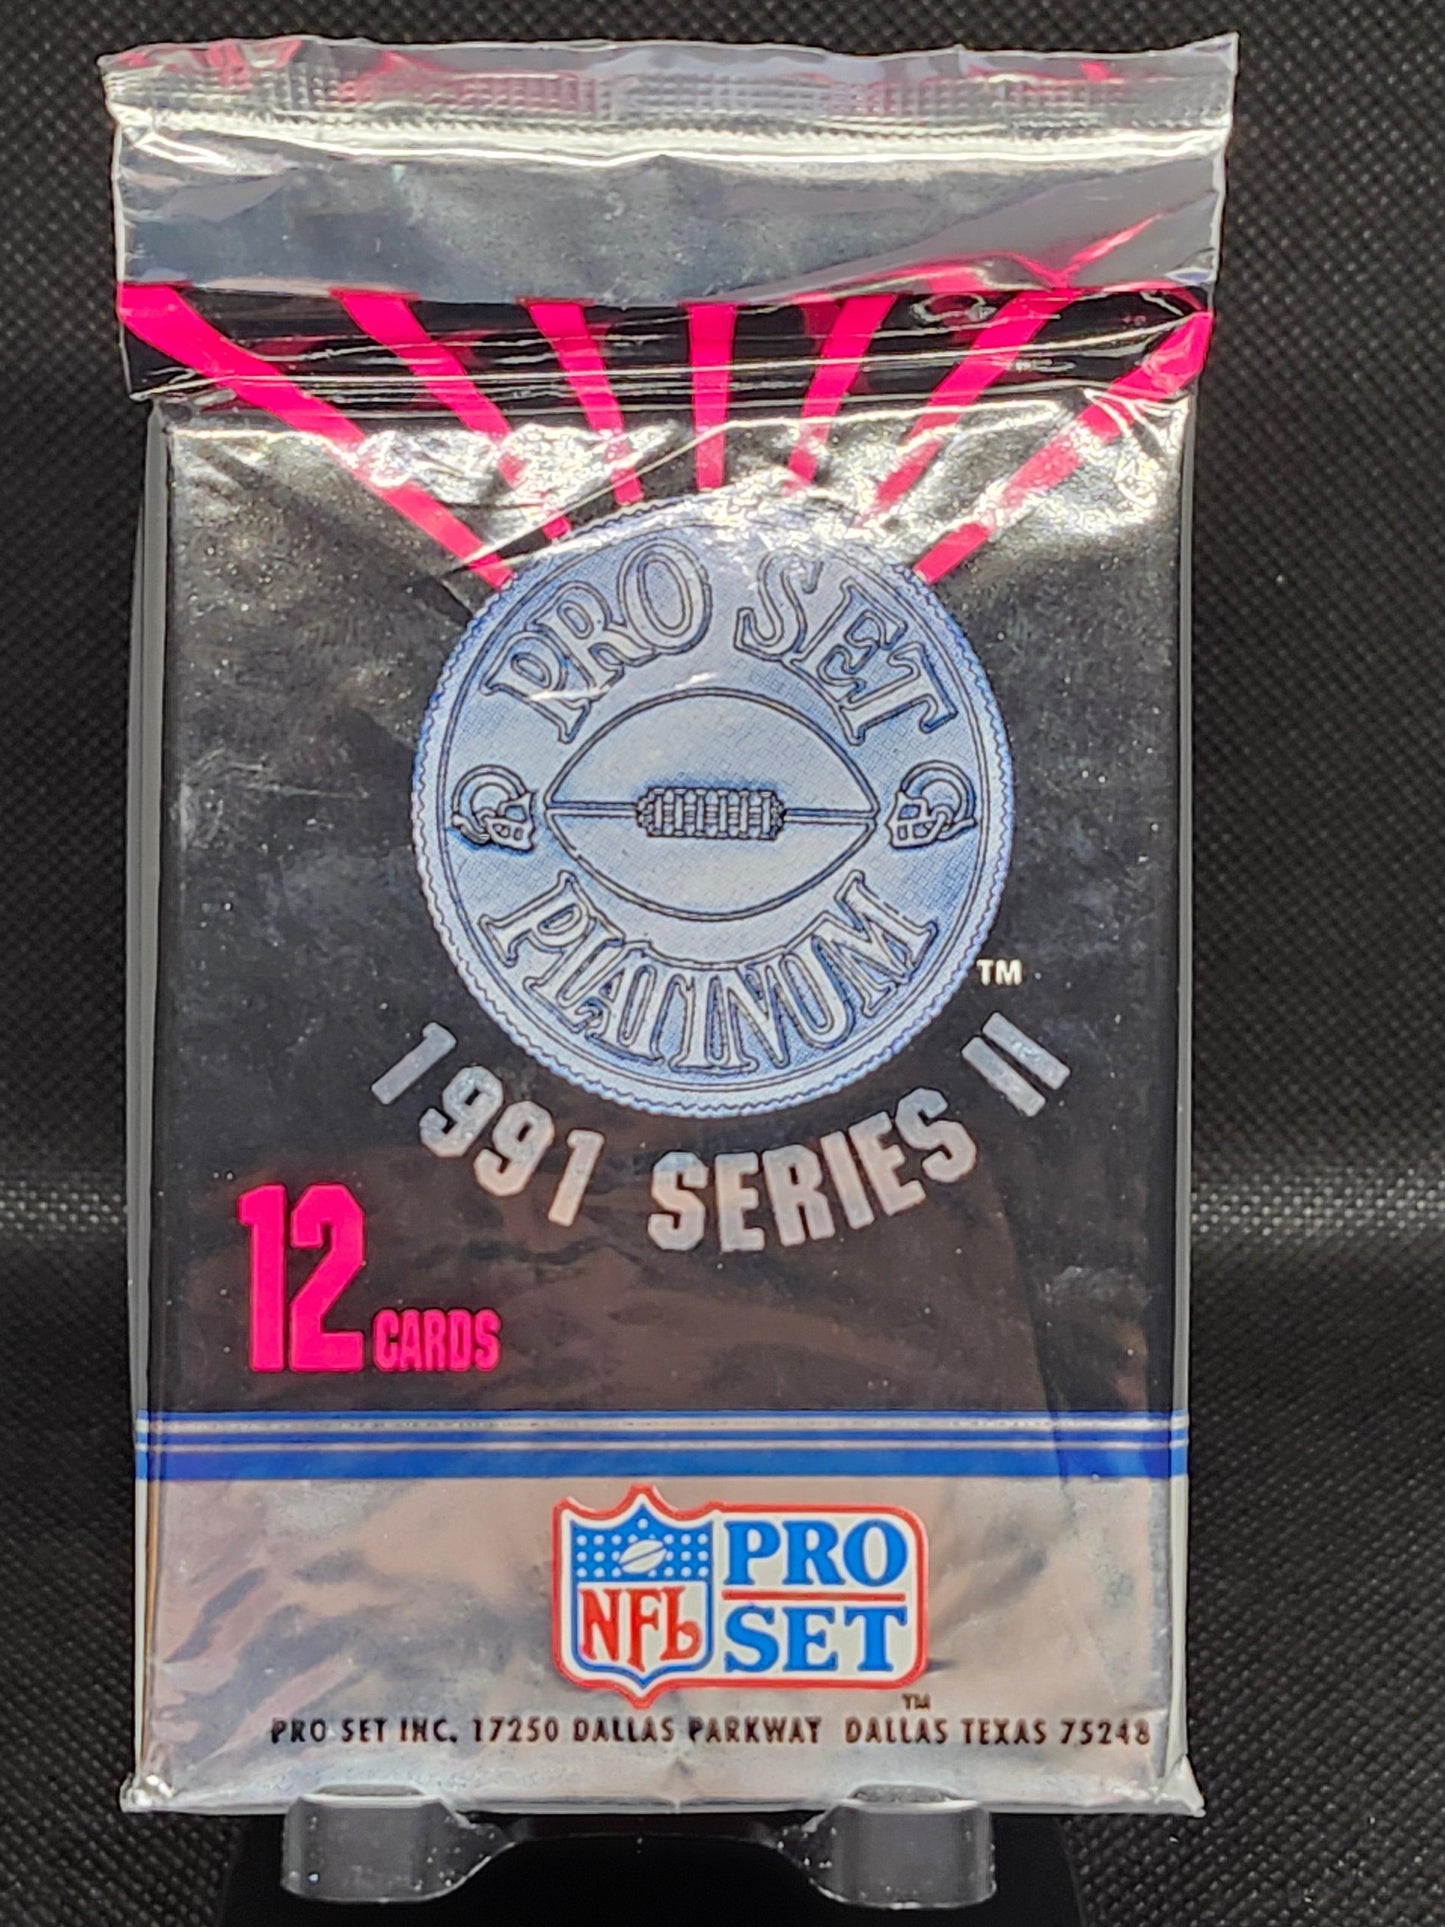 PRO SET
PLATINUM
TM
1991 SERIES II
12 CARDS
NFL
PRO
SET
TM
PRO SET INC. 17250 DALLAS PARKWAY DALLAS TEXAS 75248